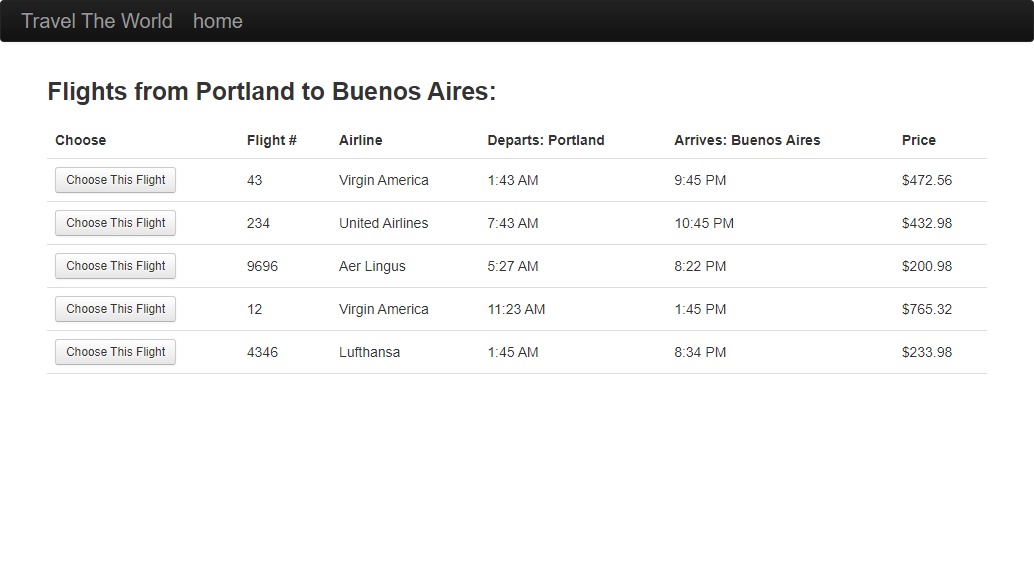 Travel The World home
Flights from Portland to Buenos Aires:
Choose Flight # Airline Departs: Portland Arrives: Buenos Aires Price
Choose This Flight 43 Virgin America 1:43 AM 9:45 PM $472.56
Choose This Flight 234 United Airlines 7:43 AM 10:45 PM $432.98
Choose This Flight 9696 Aer Lingus 5:27 AM 8:22 PM $200.98
Choose This Flight 12 Virgin America 11:23 AM 1:45 PM $765.32
Choose This Flight 4346 Lufthansa 1:45 AM 8:34 PM $233.98